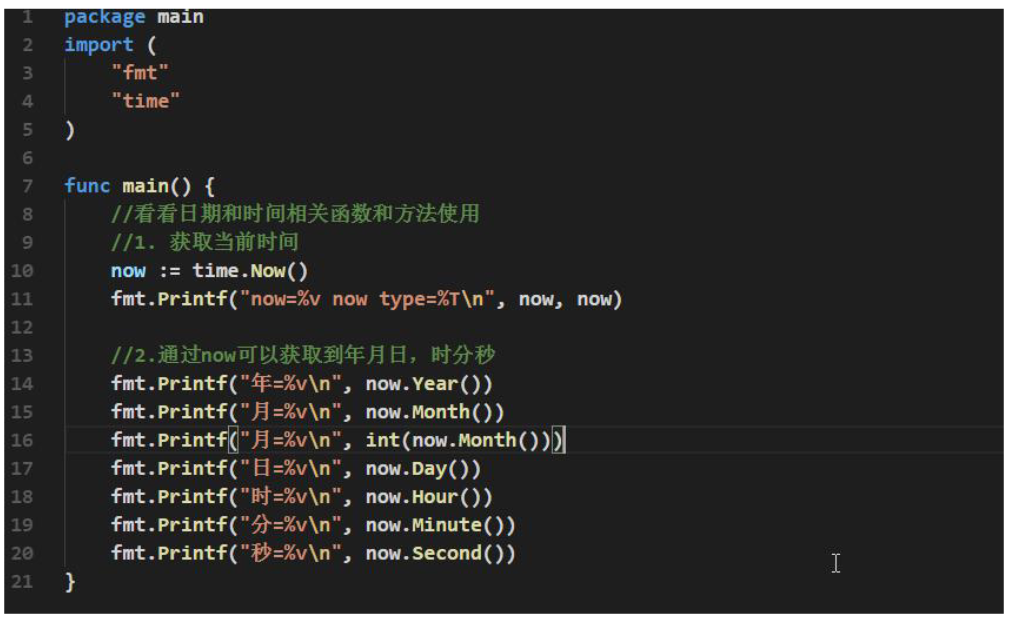 1 package main
2 import (
3     "fmt"
4     "time"
5 )
6
7 func main() {
8     //看看日期和时间相关函数和方法使用
9     //1. 获取当前时间
10     now := time.Now()
11     fmt.Printf("now=%v now type=%T\n", now, now)
12
13     //2.通过now可以获取到年月日，时分秒
14     fmt.Printf("年=%v\n", now.Year())
15     fmt.Printf("月=%v\n", now.Month())
16     fmt.Printf("月=%v\n", int(now.Month()))
17     fmt.Printf("日=%v\n", now.Day())
18     fmt.Printf("时=%v\n", now.Hour())
19     fmt.Printf("分=%v\n", now.Minute())
20     fmt.Printf("秒=%v\n", now.Second())
21 }